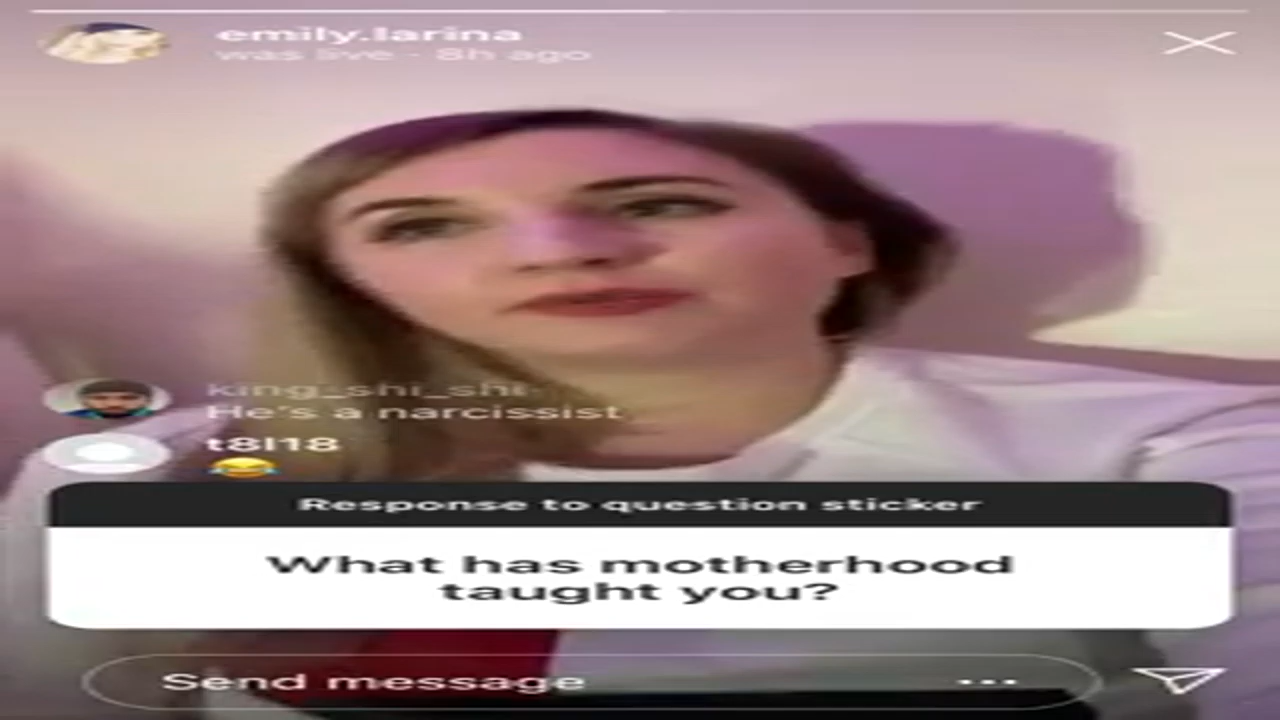 emily.larina
was live · 8h ago
king_shi_shi
He's a narcissist
t8l18
😂
Response to question sticker
What has motherhood
taught you?
Send message